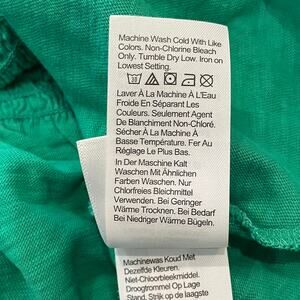 Machine Wash Cold With Like
Colors. Non-Chlorine Bleach
Only. Tumble Dry Low. Iron on
Lowest Setting.
30
Laver À La Machine À L'Eau
Froide En Séparant Les
Couleurs. Seulement Agent
De Blanchiment Non-Chloré.
Sécher À La Machine À
Basse Température. Fer Au
Réglage Le Plus Bas.
In Der Maschine Kalt
Waschen Mit Ähnlichen
Farben Waschen. Nur
Chlorfreies Bleichmittel
Verwenden. Bei Geringer
Wärme Trocknen. Bei Bedarf
Bei Niedriger Wärme Bügeln.
Machinewas Koud Met
Dezelfde Kleuren.
Niet-Chloorbleekmiddel.
Droogtrommel Op Lage
Stand. Strijk Op